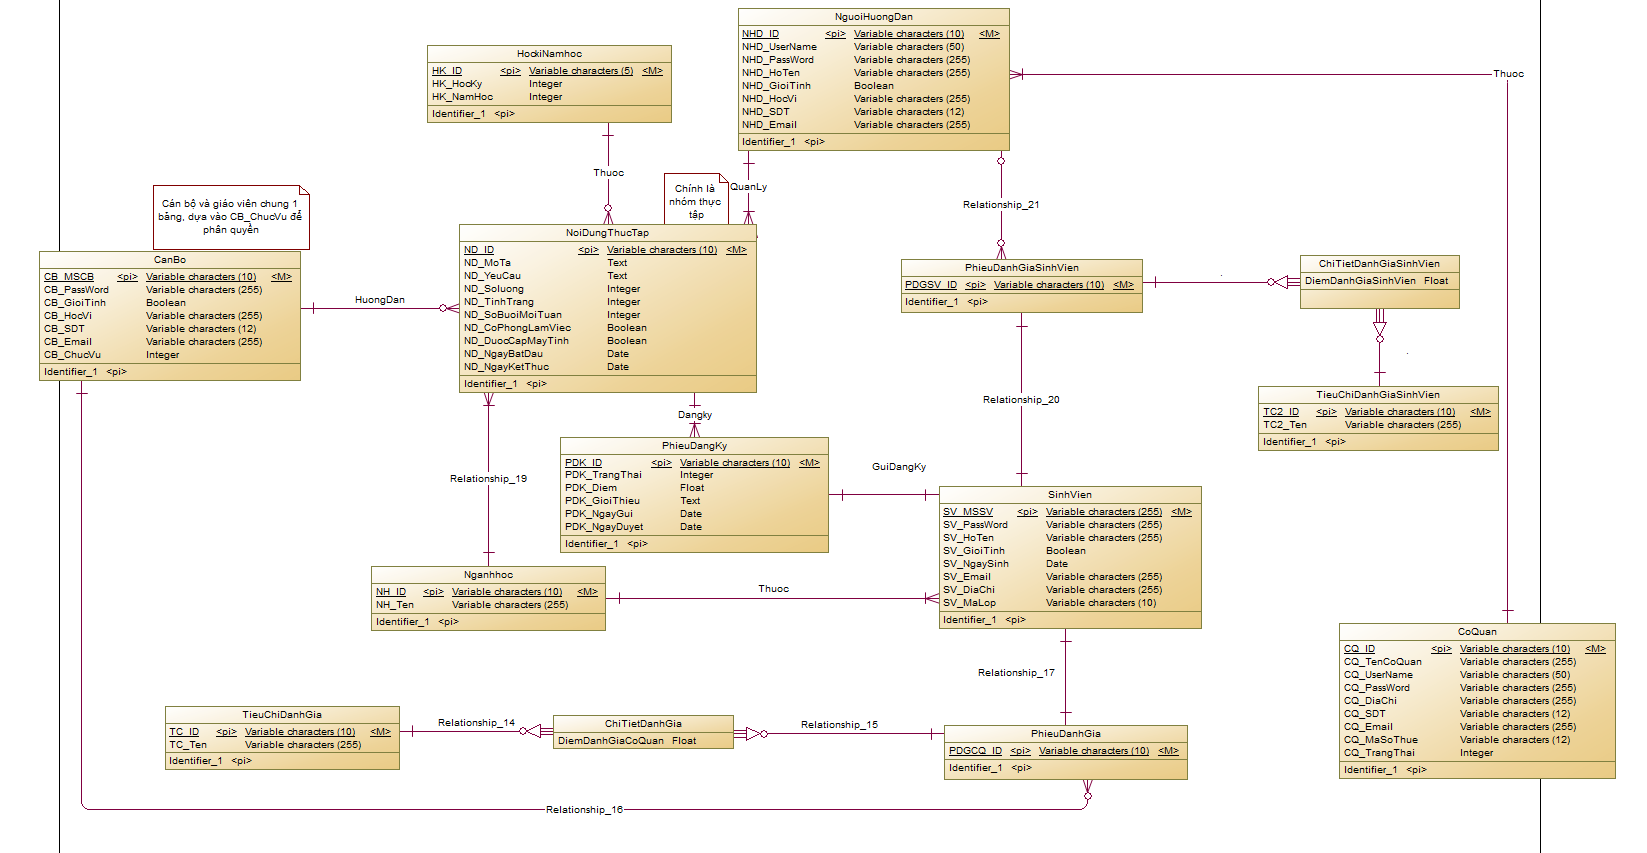 NguoiHuongDan
NHD_ID <pi> Variable characters (10) <M>
NHD_UserName Variable characters (50)
NHD_PassWord Variable characters (255)
NHD_HoTen Variable characters (255)
NHD_GioiTinh Boolean
NHD_HocVi Variable characters (255)
NHD_SDT Variable characters (12)
NHD_Email Variable characters (255)
Identifier_1 <pi>
HockiNamhoc
HK_ID <pi> Variable characters (5) <M>
HK_HocKy Integer
HK_NamHoc Integer
Identifier_1 <pi>
Thuoc
Thuoc
QuanLy
Chính là
nhóm thực
tập
Relationship_21
Cán bộ và giáo viên chung 1
bảng, dựa vào CB_ChucVu để
phân quyền
NoiDungThucTap
ND_ID <pi> Variable characters (10) <M>
ND_MoTa Text
ND_YeuCau Text
ND_Soluong Integer
ND_TinhTrang Integer
ND_SoBuoiMoiTuan Integer
ND_CoPhongLamViec Boolean
ND_DuocCapMayTinh Boolean
ND_NgayBatDau Date
ND_NgayKetThuc Date
Identifier_1 <pi>
CanBo
CB_MSCB <pi> Variable characters (10) <M>
CB_PassWord Variable characters (255)
CB_GioiTinh Boolean
CB_HocVi Variable characters (255)
CB_SDT Variable characters (12)
CB_Email Variable characters (255)
CB_ChucVu Integer
Identifier_1 <pi>
HuongDan
PhieuDanhGiaSinhVien
PDGSV_ID <pi> Variable characters (10) <M>
Identifier_1 <pi>
ChiTietDanhGiaSinhVien
DiemDanhGiaSinhVien Float
TieuChiDanhGiaSinhVien
TC2_ID <pi> Variable characters (10) <M>
TC2_Ten Variable characters (255)
Identifier_1 <pi>
Relationship_20
Dangky
PhieuDangKy
PDK_ID <pi> Variable characters (10) <M>
PDK_TrangThai Integer
PDK_Diem Float
PDK_GioiThieu Text
PDK_NgayGui Date
PDK_NgayDuyet Date
Identifier_1 <pi>
Relationship_19
GuiDangKy
SinhVien
SV_MSSV <pi> Variable characters (255) <M>
SV_PassWord Variable characters (255)
SV_HoTen Variable characters (255)
SV_GioiTinh Boolean
SV_NgaySinh Date
SV_Email Variable characters (255)
SV_DiaChi Variable characters (255)
SV_MaLop Variable characters (10)
Identifier_1 <pi>
Nganhhoc
NH_ID <pi> Variable characters (10) <M>
NH_Ten Variable characters (255)
Identifier_1 <pi>
Thuoc
CoQuan
CQ_ID <pi> Variable characters (10) <M>
CQ_TenCoQuan Variable characters (255)
CQ_UserName Variable characters (50)
CQ_PassWord Variable characters (255)
CQ_DiaChi Variable characters (255)
CQ_SDT Variable characters (12)
CQ_Email Variable characters (255)
CQ_MaSoThue Variable characters (12)
CQ_TrangThai Integer
Identifier_1 <pi>
Relationship_17
TieuChiDanhGia
TC_ID <pi> Variable characters (10) <M>
TC_Ten Variable characters (255)
Identifier_1 <pi>
Relationship_14
ChiTietDanhGia
DiemDanhGiaCoQuan Float
Relationship_15
PhieuDanhGia
PDGCQ_ID <pi> Variable characters (10) <M>
Identifier_1 <pi>
Relationship_16